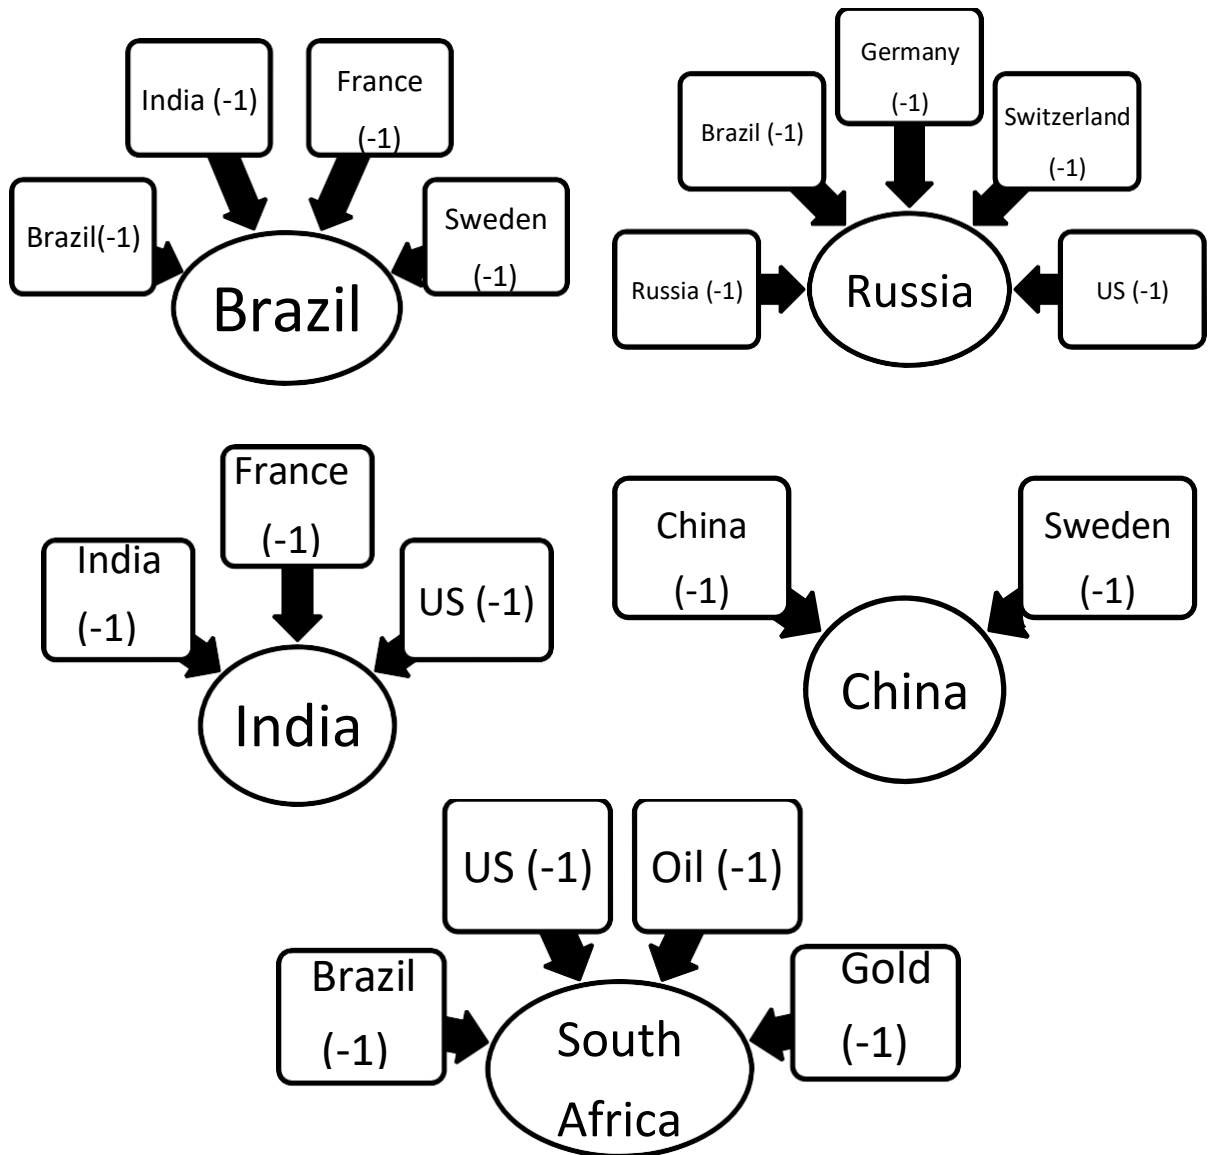 India (-1)
France
(-1)
Brazil(-1)
Sweden
(-1)
Brazil
Germany
(-1)
Brazil (-1)
Switzerland
(-1)
Russia (-1)
US (-1)
Russia
France
(-1)
India
(-1)
US (-1)
India
China
(-1)
Sweden
(-1)
China
US (-1)
Oil (-1)
Brazil
(-1)
Gold
(-1)
South
Africa